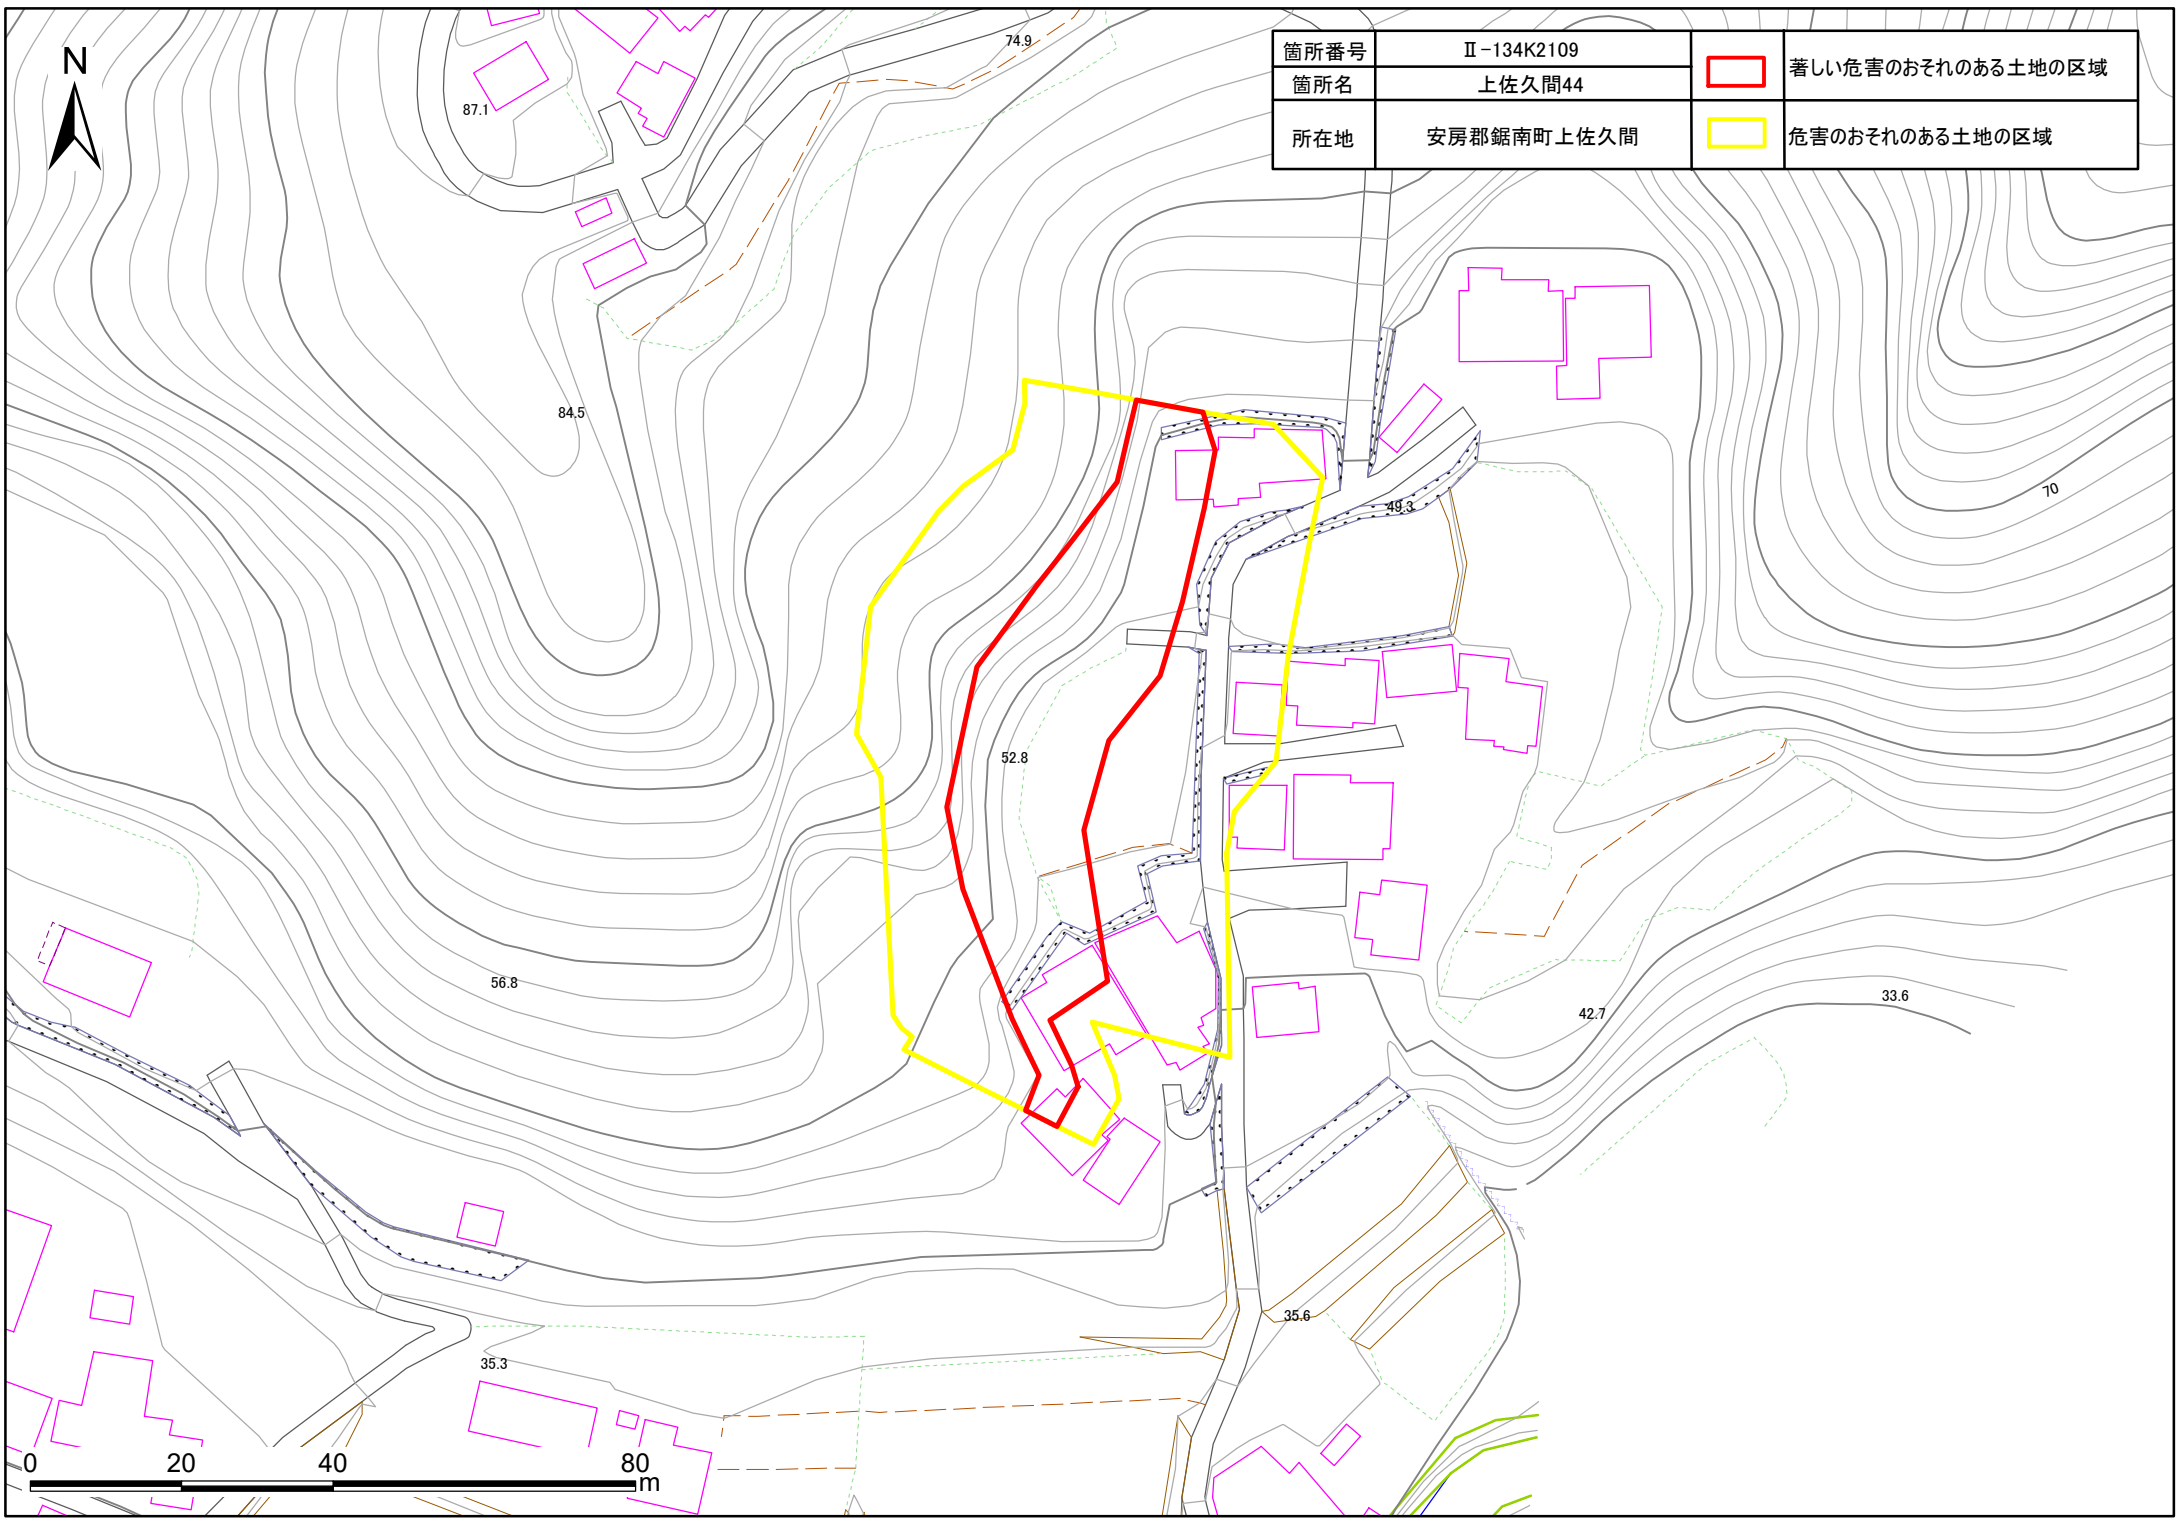 N
箇所番号 Ⅱ-134K2109
箇所名 上佐久間44
所在地 安房郡鋸南町上佐久間
著しい危害のおそれのある土地の区域
危害のおそれのある土地の区域
74.9
87.1
84.5
70
49.3
52.8
56.8
33.6
42.7
35.6
35.3
0 20 40 80
m